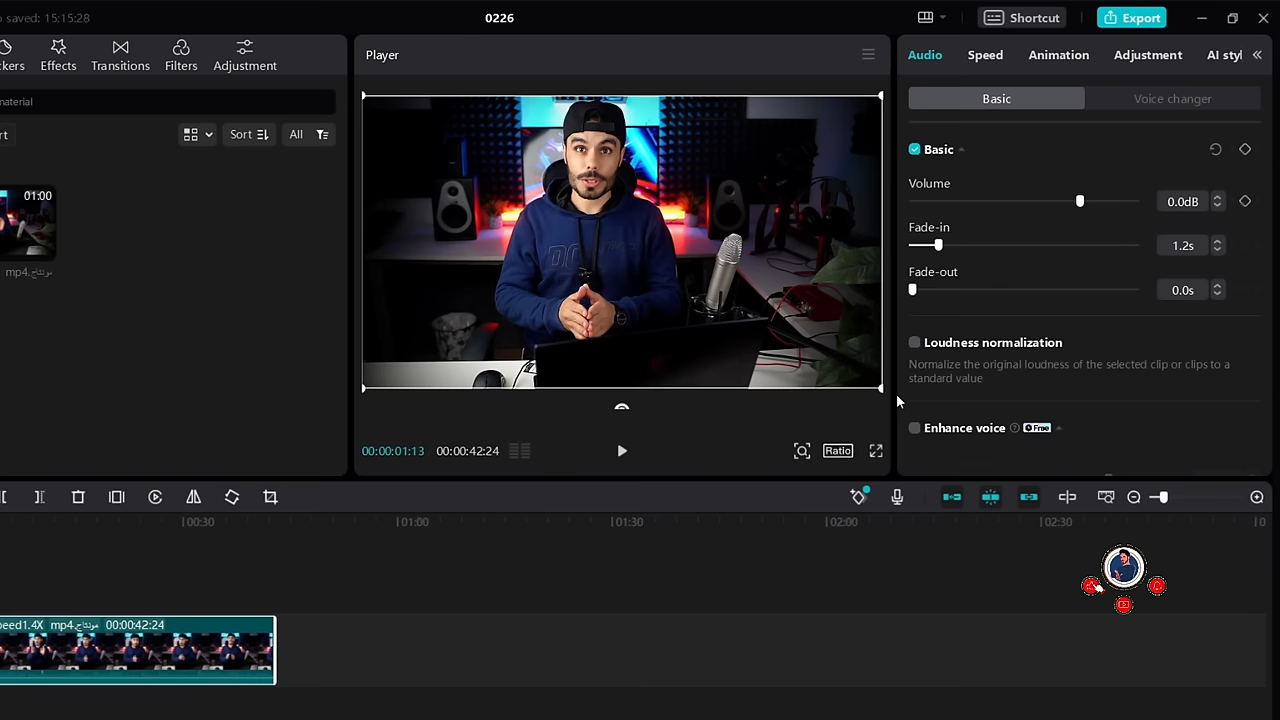 o saved: 15:15:28
0226
Shortcut
Export
kers
Effects
Transitions
Filters
Adjustment
Player
Audio
Speed
Animation
Adjustment
AI styl
material
rt
Sort
All
01:00
مونتاج.mp4
Basic
Voice changer
Basic
Volume
0.0dB
Fade-in
1.2s
Fade-out
0.0s
Loudness normalization
Normalize the original loudness of the selected clip or clips to a
standard value
Enhance voice
Free
00:00:01:13
00:00:42:24
Ratio
00:30
01:00
01:30
02:00
02:30
0
peed1.4X
مونتاج.mp4
00:00:42:24